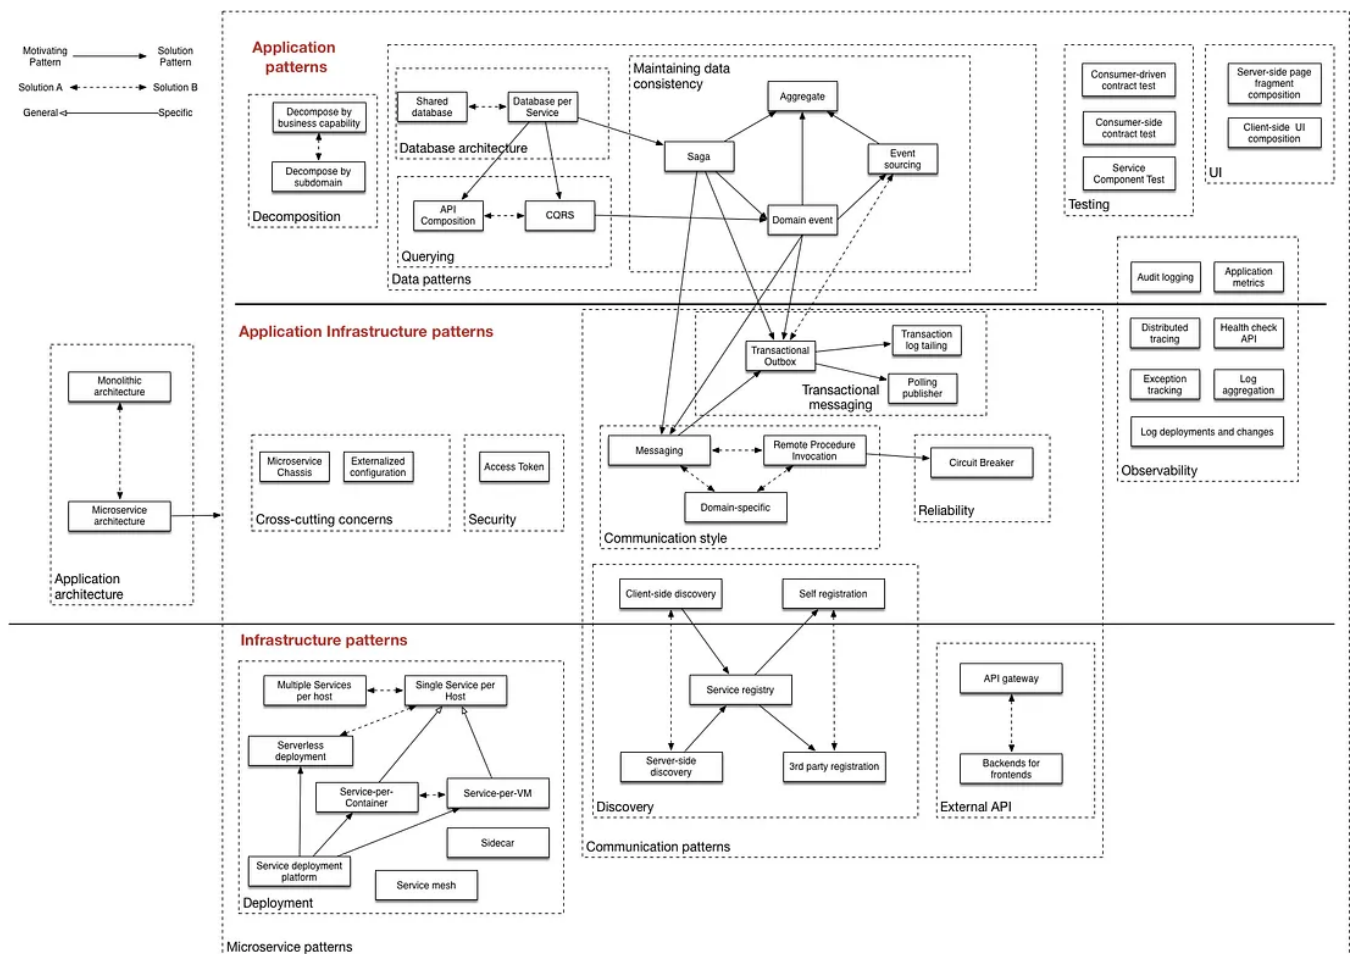 Motivating
Pattern
Solution
Pattern
Solution A
Solution B
General
Specific
Application
patterns
Decompose by
business capability
Decompose by
subdomain
Decomposition
Shared
database
Database per
Service
Database architecture
API
Composition
CQRS
Querying
Data patterns
Maintaining data
consistency
Aggregate
Saga
Event
sourcing
Domain event
Consumer-driven
contract test
Consumer-side
contract test
Service
Component Test
Testing
Server-side page
fragment
composition
Client-side UI
composition
UI
Audit logging
Application
metrics
Distributed
tracing
Health check
API
Exception
tracking
Log
aggregation
Log deployments and changes
Observability
Application Infrastructure patterns
Monolithic
architecture
Microservice
architecture
Application
architecture
Microservice
Chassis
Externalized
configuration
Cross-cutting concerns
Access Token
Security
Transactional
Outbox
Transaction
log tailing
Polling
publisher
Transactional
messaging
Messaging
Remote Procedure
Invocation
Domain-specific
Communication style
Circuit Breaker
Reliability
Client-side discovery
Self registration
Service registry
Server-side
discovery
3rd party registration
Discovery
API gateway
Backends for
frontends
External API
Communication patterns
Infrastructure patterns
Multiple Services
per host
Single Service per
Host
Serverless
deployment
Service-per-
Container
Service-per-VM
Sidecar
Service deployment
platform
Service mesh
Deployment
Microservice patterns